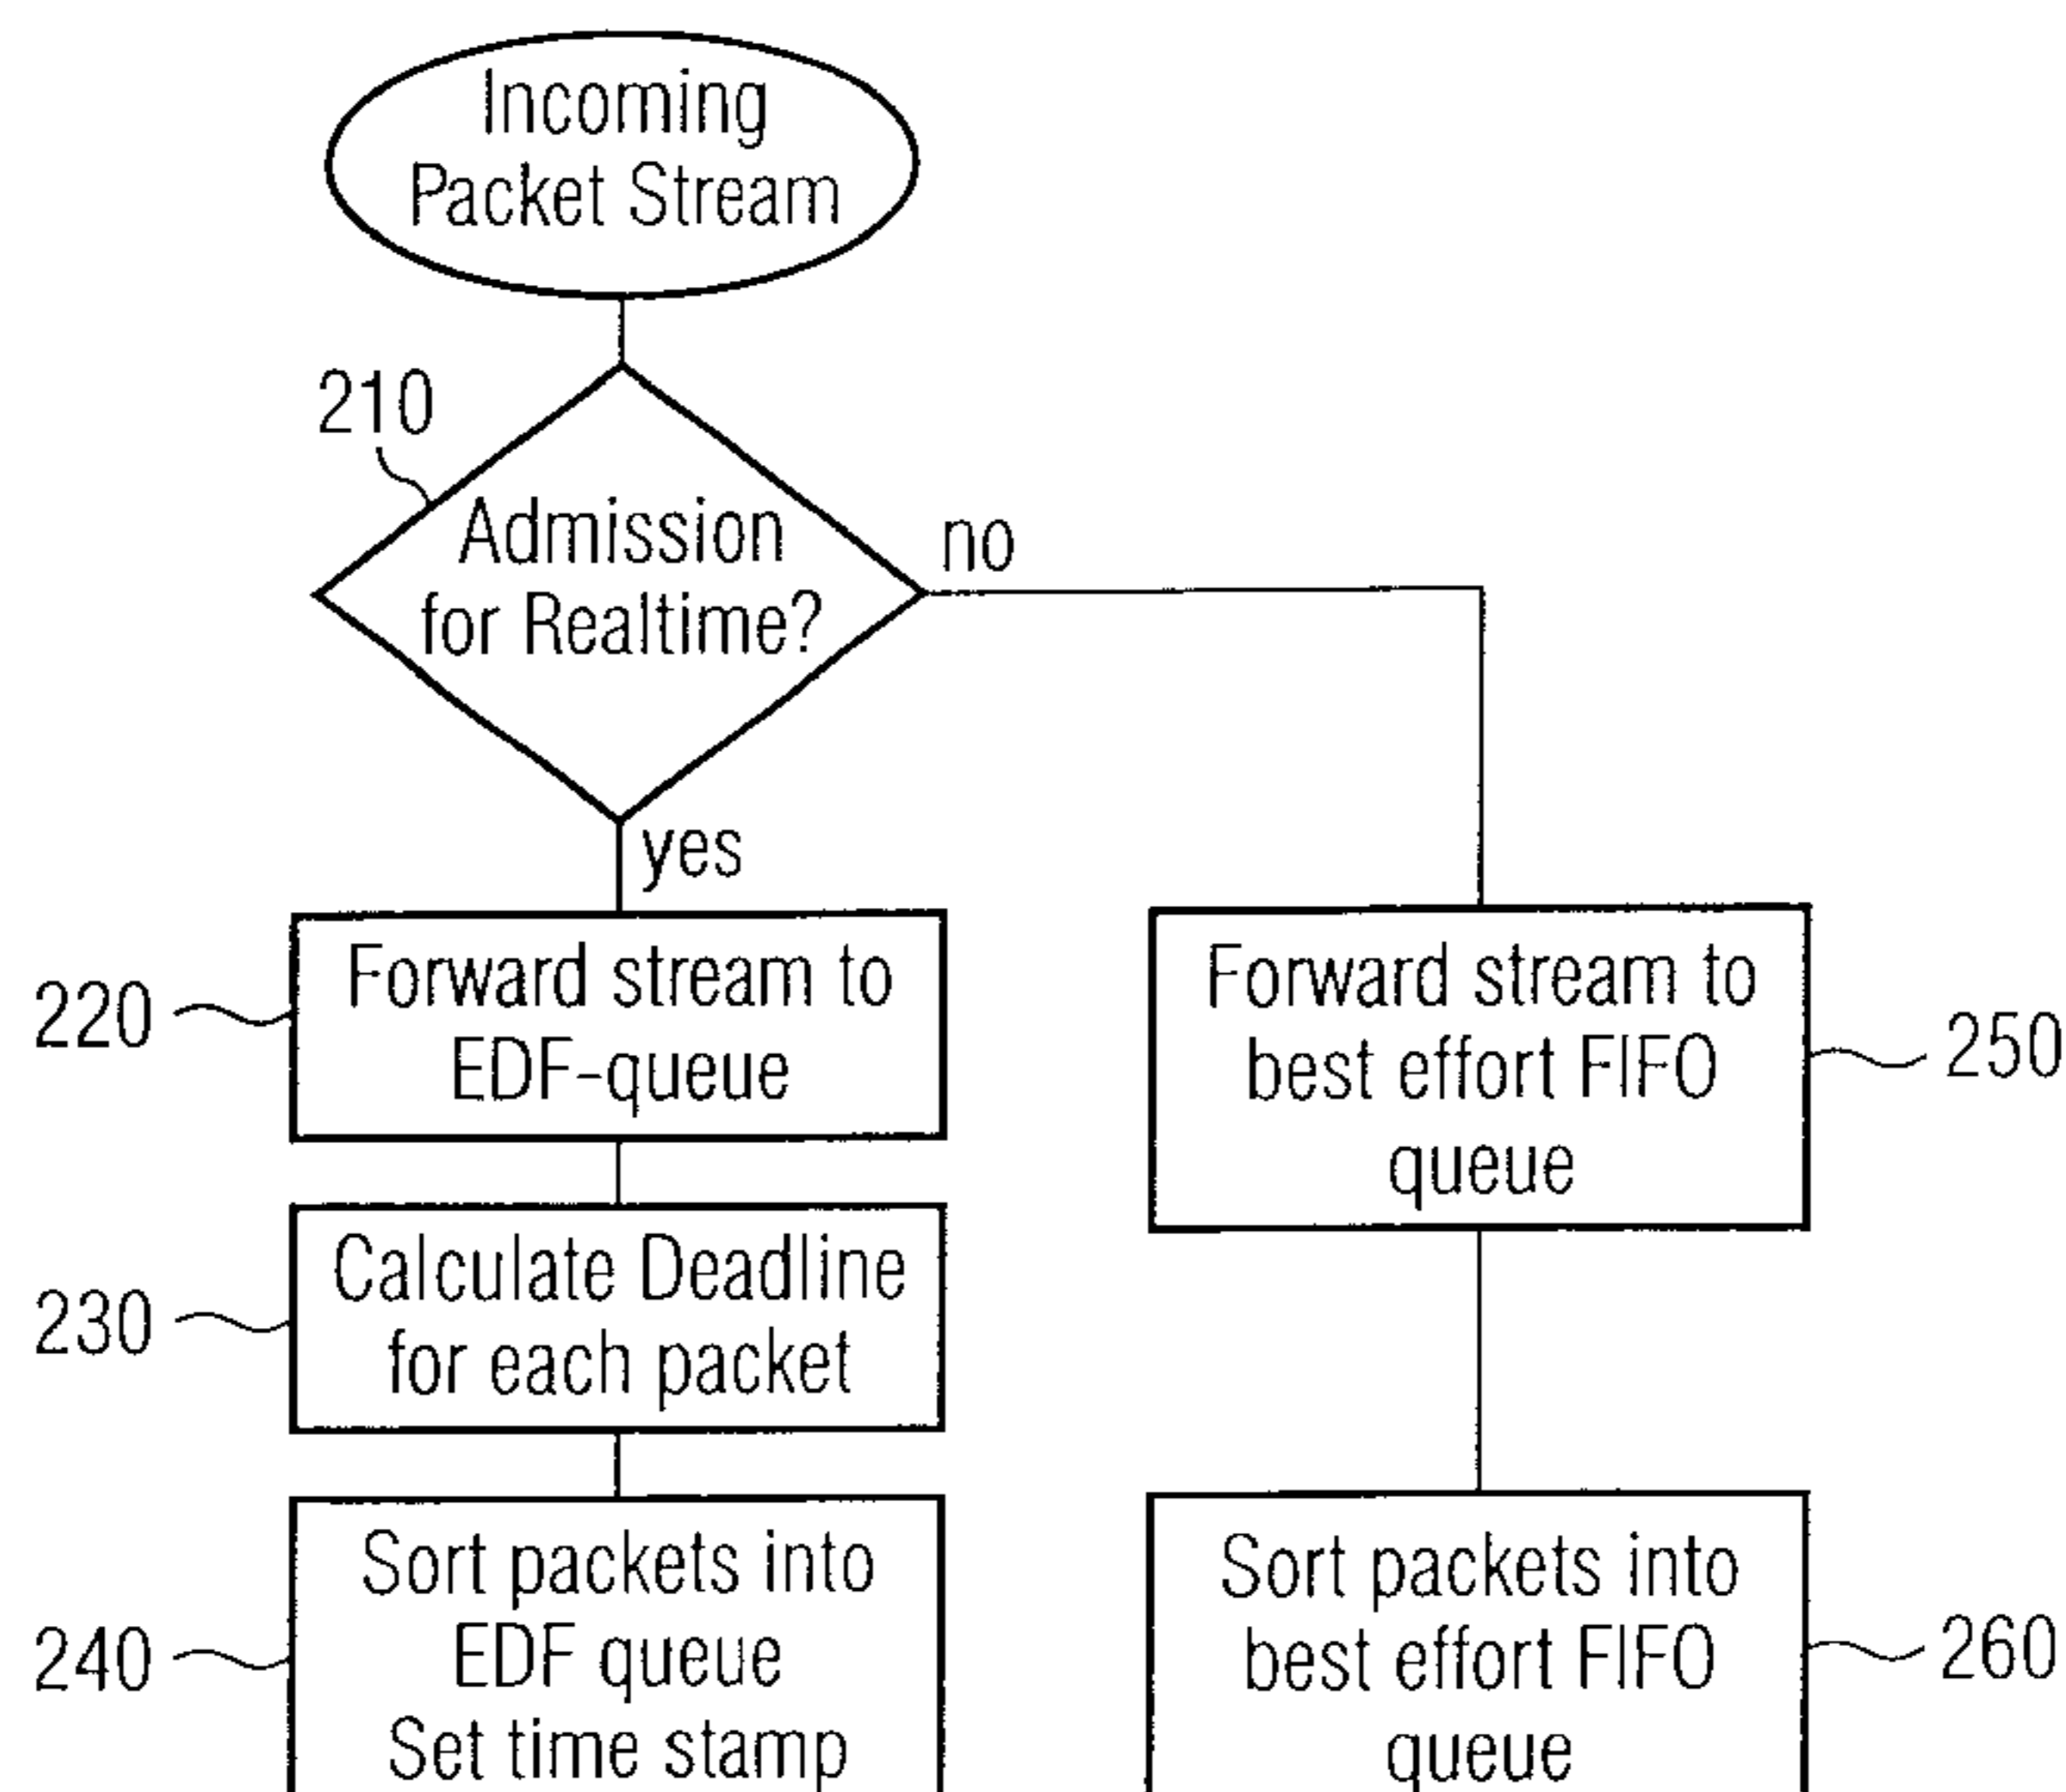 Incoming
Packet Stream
210
Admission
for Realtime?
no
yes
220
Forward stream to
EDF-queue
Forward stream to
best effort FIFO
queue
250
230
Calculate Deadline
for each packet
240
Sort packets into
EDF queue
Set time stamp
Sort packets into
best effort FIFO
queue
260